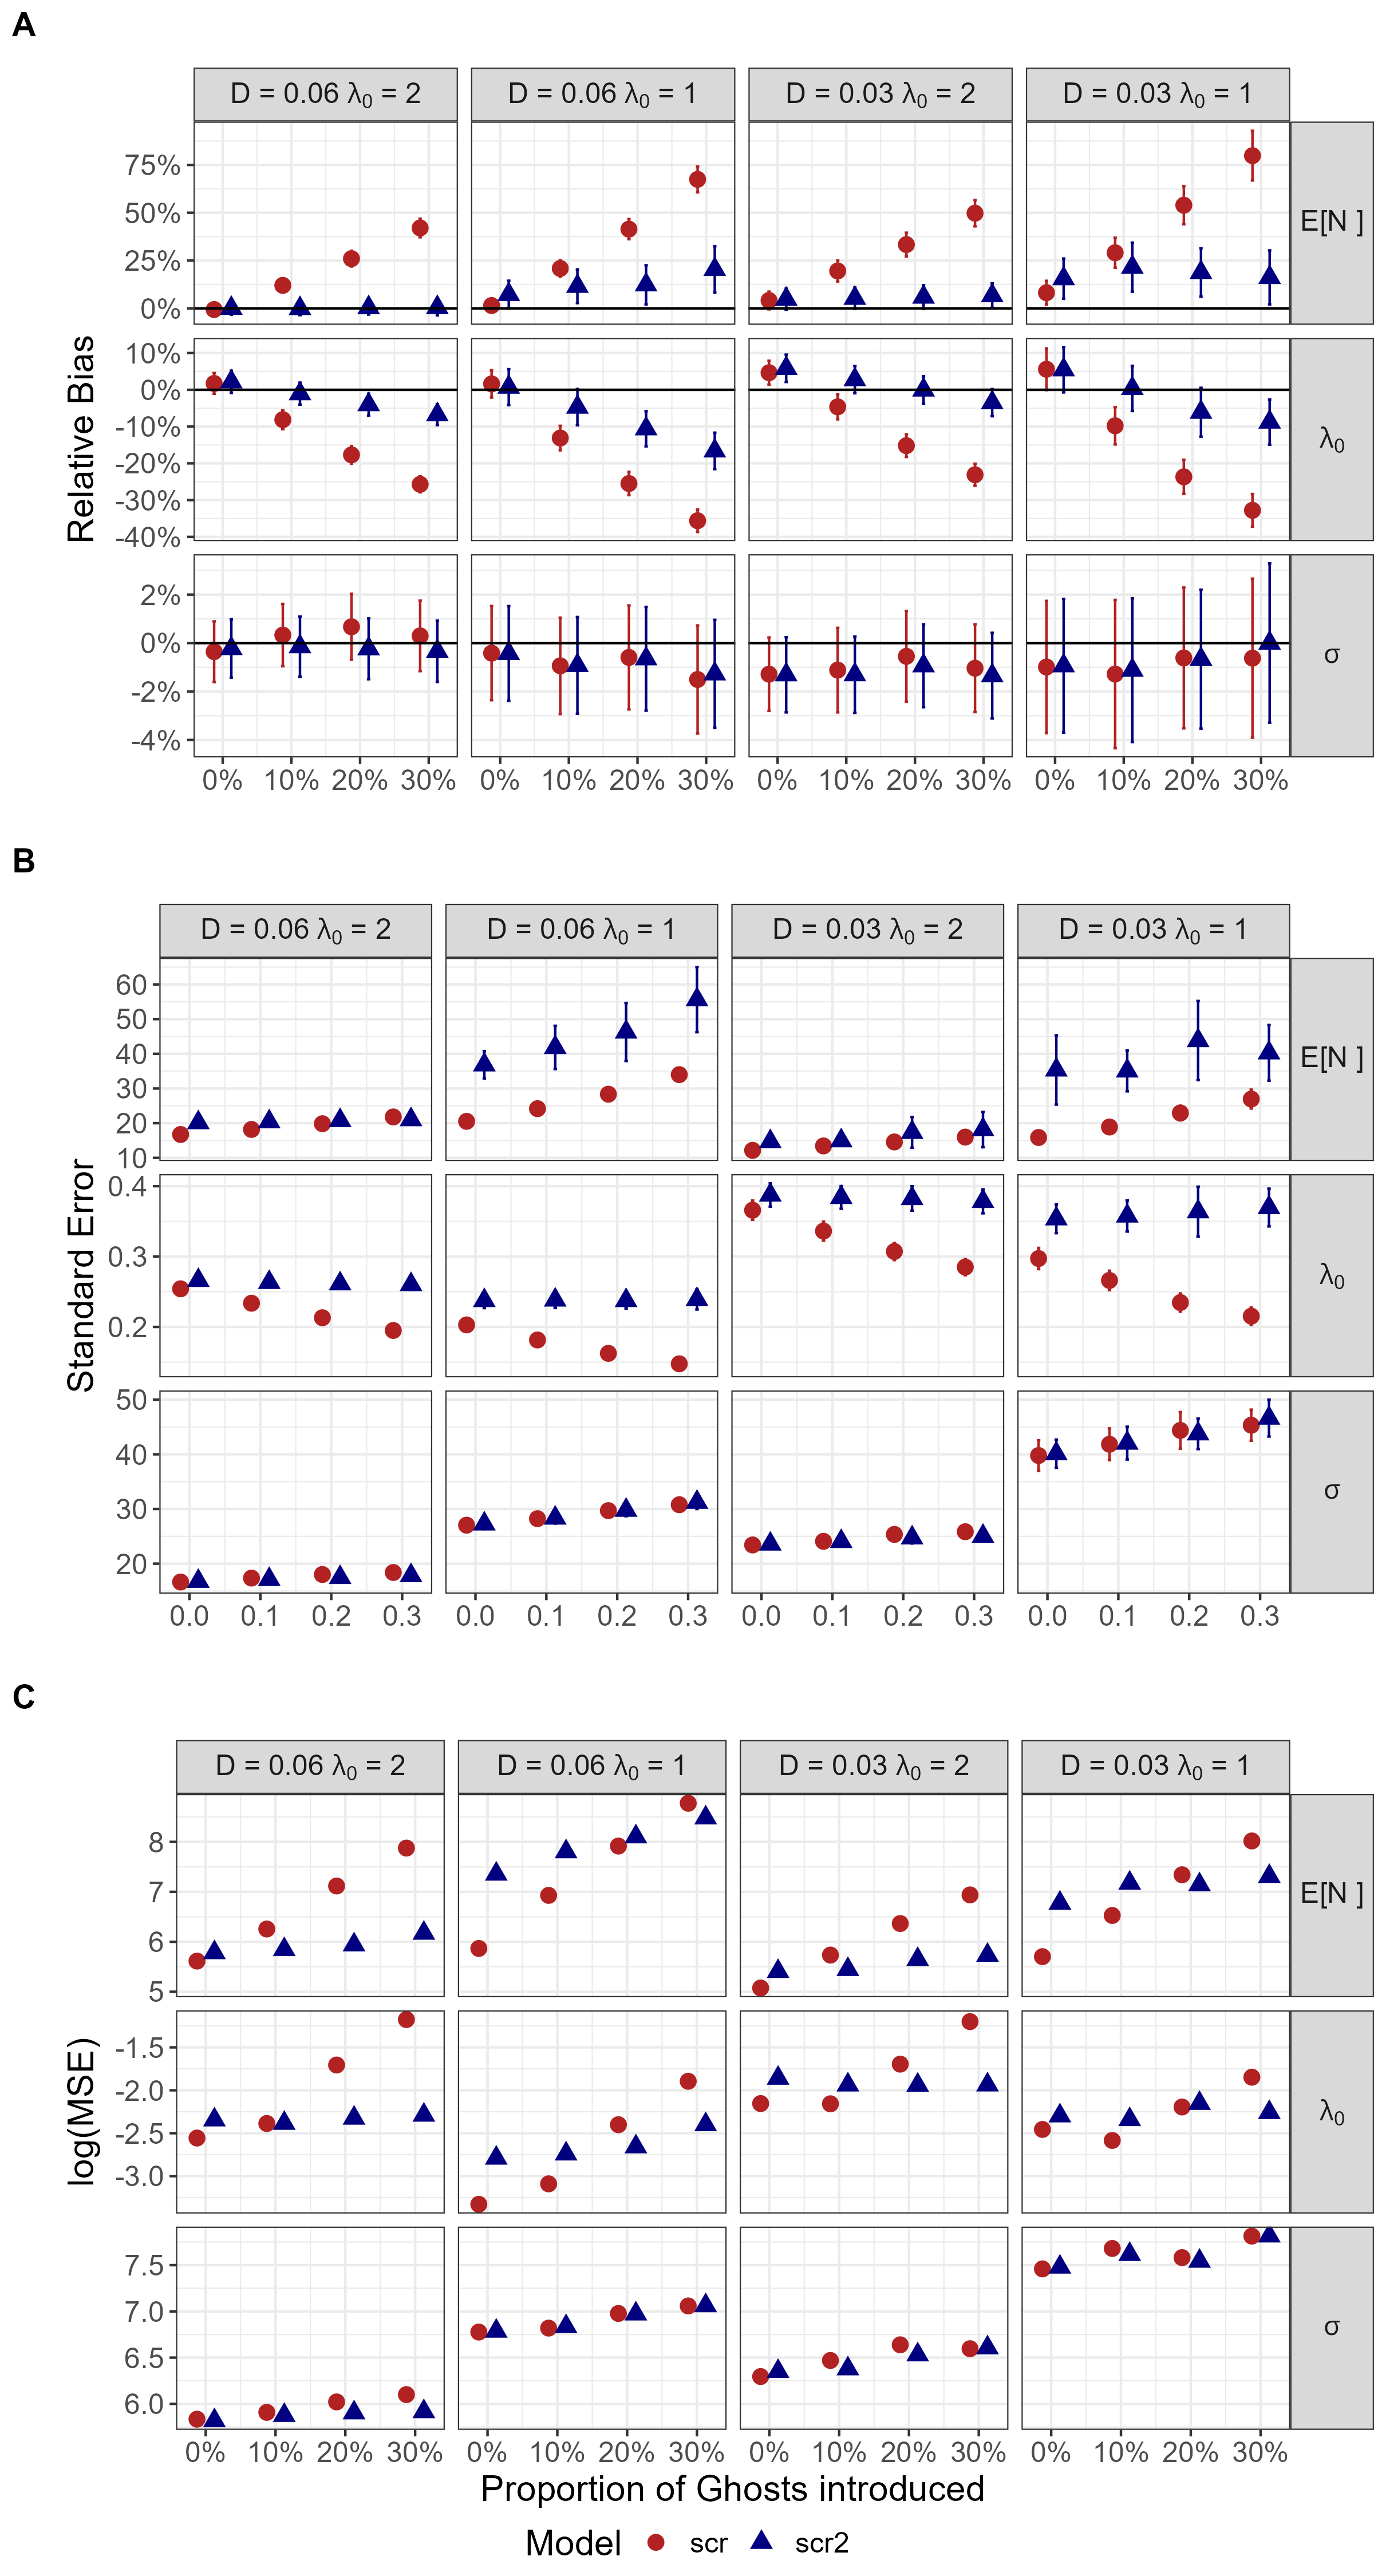 A
D = 0.06 λ0 = 2
D = 0.06 λ0 = 1
D = 0.03 λ0 = 2
D = 0.03 λ0 = 1
75%
50%
25%
0%
E[N ]
10%
0%
-10%
-20%
-30%
-40%
λ0
2%
0%
-2%
-4%
σ
Relative Bias
0% 10% 20% 30%
0% 10% 20% 30%
0% 10% 20% 30%
0% 10% 20% 30%
B
D = 0.06 λ0 = 2
D = 0.06 λ0 = 1
D = 0.03 λ0 = 2
D = 0.03 λ0 = 1
60
50
40
30
20
10
E[N ]
0.4
0.3
0.2
λ0
50
40
30
20
σ
Standard Error
0.0 0.1 0.2 0.3
0.0 0.1 0.2 0.3
0.0 0.1 0.2 0.3
0.0 0.1 0.2 0.3
C
D = 0.06 λ0 = 2
D = 0.06 λ0 = 1
D = 0.03 λ0 = 2
D = 0.03 λ0 = 1
8
7
6
5
E[N ]
-1.5
-2.0
-2.5
-3.0
λ0
7.5
7.0
6.5
6.0
σ
log(MSE)
0% 10% 20% 30%
0% 10% 20% 30%
0% 10% 20% 30%
0% 10% 20% 30%
Proportion of Ghosts introduced
Model scr scr2